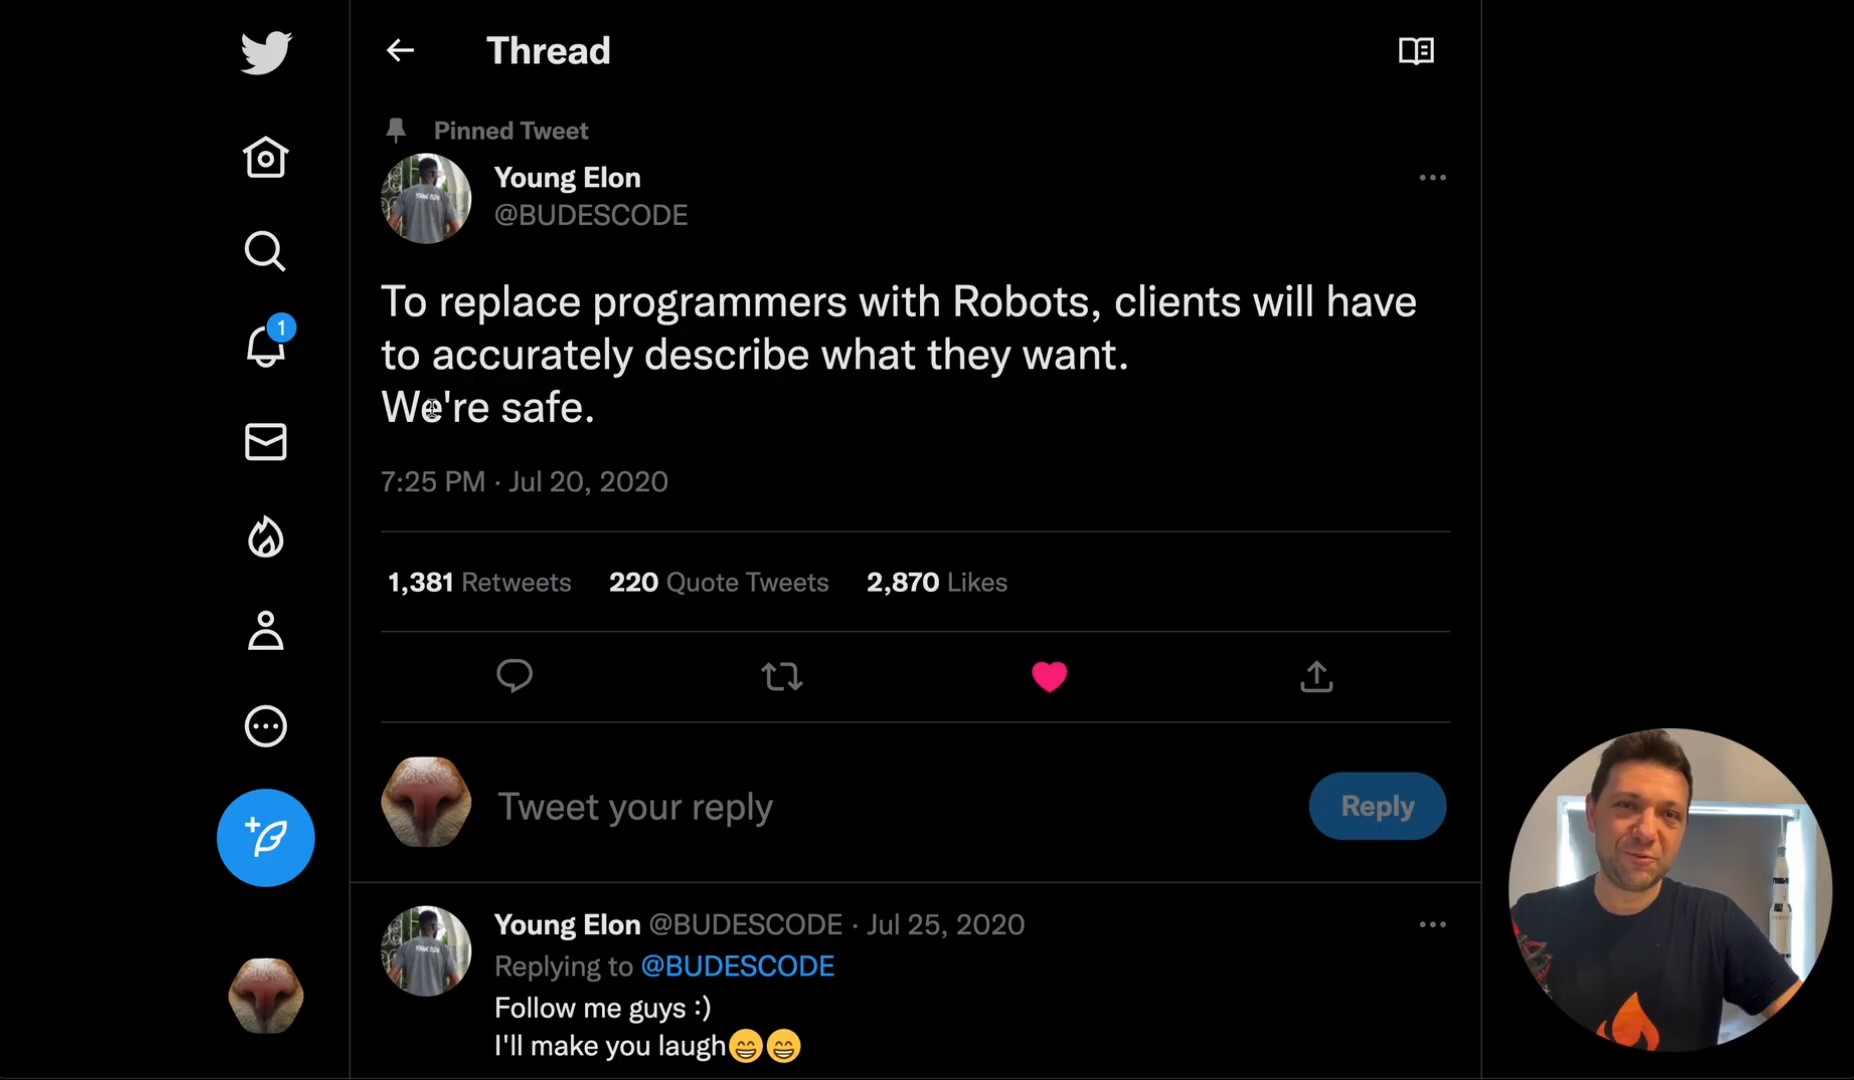 Thread
Pinned Tweet
Young Elon
@BUDESCODE
To replace programmers with Robots, clients will have
to accurately describe what they want.
We're safe.
7:25 PM · Jul 20, 2020
1,381 Retweets 220 Quote Tweets 2,870 Likes
Tweet your reply
Reply
Young Elon @BUDESCODE · Jul 25, 2020
Replying to @BUDESCODE
Follow me guys :)
I'll make you laugh😁😁
1
YOUNG ELON